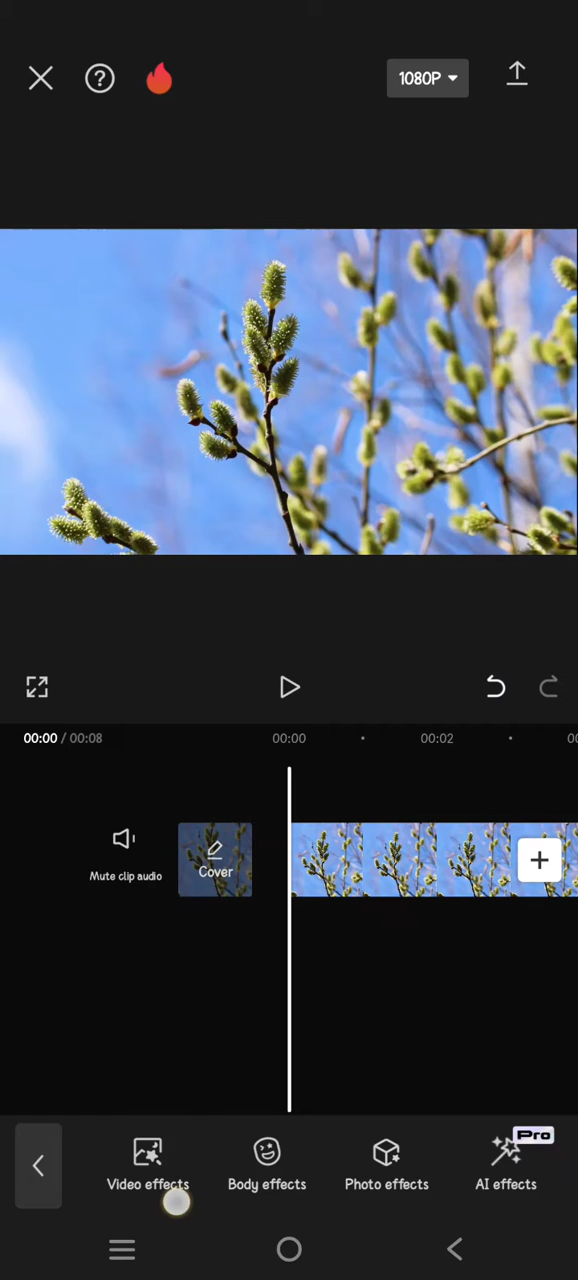 1080P
00:00 / 00:08
00:00
00:02
Mute clip audio
Cover
Pro
Video effects
Body effects
Photo effects
AI effects